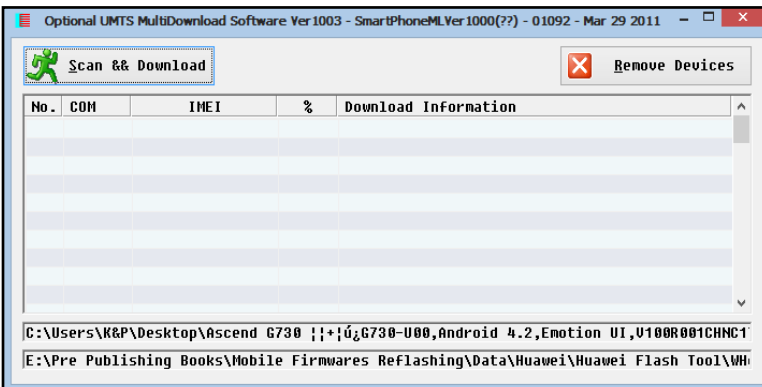 Optional UMTS MultiDownload Software Ver1003 - SmartPhoneML¥er1000(??) - 01092 - Mar 29 2011
Scan && Download
Remove Devices
No. COM IMEI % Download Information
C:\Users\K&P\Desktop\Ascend G730 ¦¦+¦ú¿G730-U00,Android 4.2,Emotion UI,V100R001CHNC1
E:\Pre Publishing Books\Mobile Firmwares Reflashing\Data\Huawei\Huawei Flash Tool\